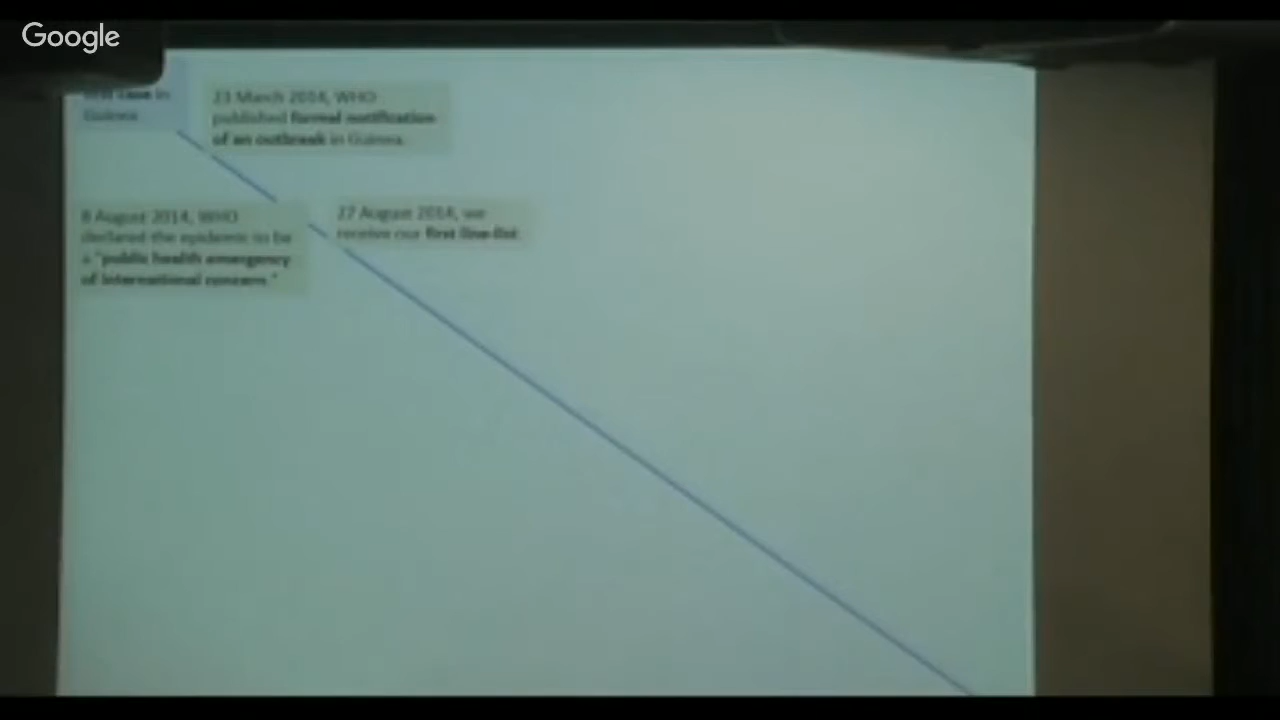 Google
first case in
Guinea.
23 March 2014, WHO
published formal notification
of an outbreak in Guinea.
8 August 2014, WHO
declared the epidemic to be
a "public health emergency
of international concern."
27 August 2014, we
receive our first line-list.